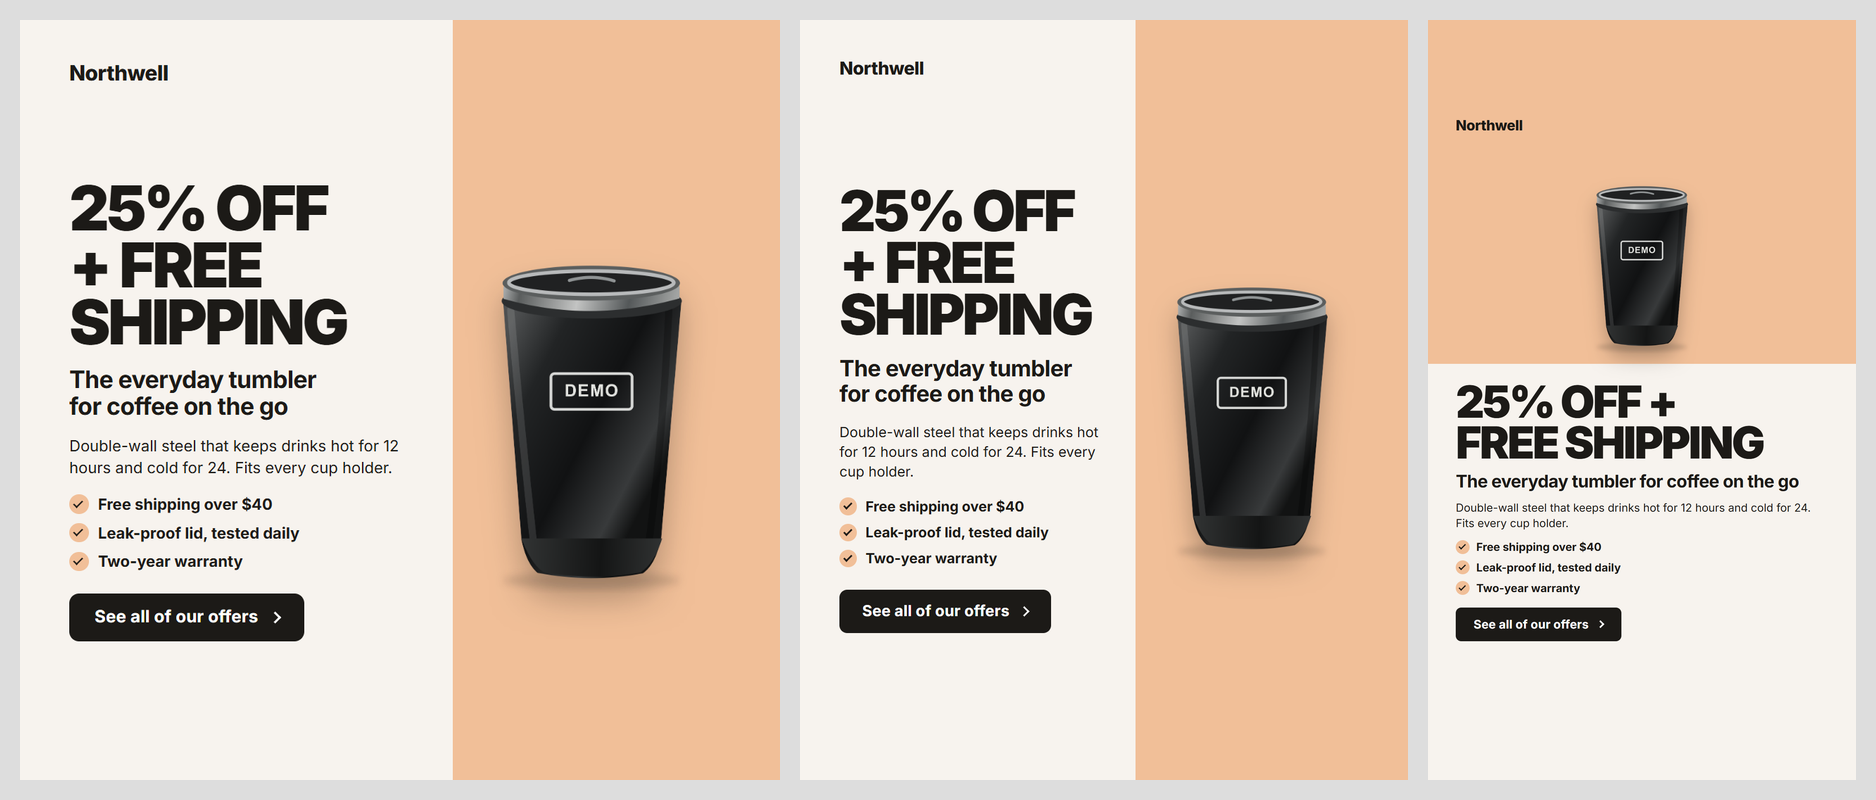 Northwell
25% OFF
+ FREE
SHIPPING
The everyday tumbler
for coffee on the go
Double-wall steel that keeps drinks hot for 12
hours and cold for 24. Fits every cup holder.
Free shipping over $40
Leak-proof lid, tested daily
Two-year warranty
See all of our offers
DEMO
Northwell
25% OFF
+ FREE
SHIPPING
The everyday tumbler
for coffee on the go
Double-wall steel that keeps drinks hot
for 12 hours and cold for 24. Fits every
cup holder.
Free shipping over $40
Leak-proof lid, tested daily
Two-year warranty
See all of our offers
DEMO
Northwell
DEMO
25% OFF +
FREE SHIPPING
The everyday tumbler for coffee on the go
Double-wall steel that keeps drinks hot for 12 hours and cold for 24.
Fits every cup holder.
Free shipping over $40
Leak-proof lid, tested daily
Two-year warranty
See all of our offers